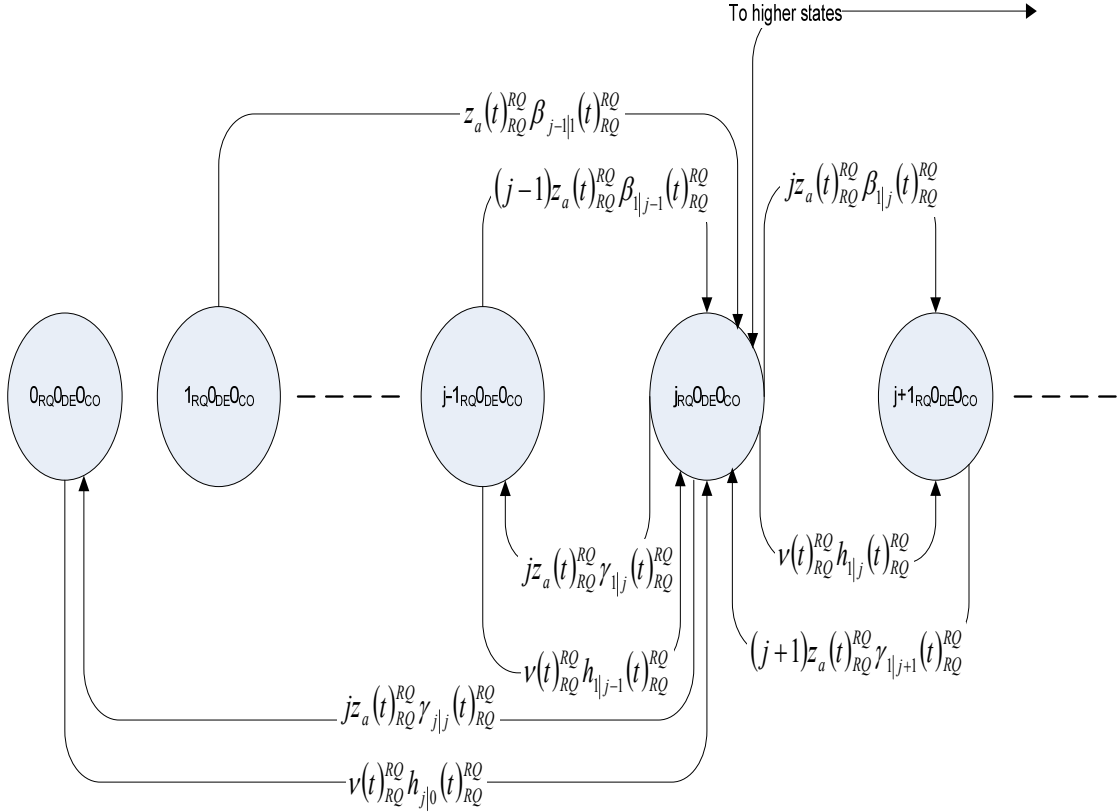 To higher states
z_a(t)^{RQ}_{RQ} β_{j-1|1}(t)^{RQ}_{RQ}
(j-1)z_a(t)^{RQ}_{RQ} β_{1|j-1}(t)^{RQ}_{RQ}
jz_a(t)^{RQ}_{RQ} β_{1|j}(t)^{RQ}_{RQ}
0_{RQ}0_{DE}0_{CO}
1_{RQ}0_{DE}0_{CO}
j-1_{RQ}0_{DE}0_{CO}
j_{RQ}0_{DE}0_{CO}
j+1_{RQ}0_{DE}0_{CO}
jz_a(t)^{RQ}_{RQ} γ_{1|j}(t)^{RQ}_{RQ}
ν(t)^{RQ}_{RQ} h_{1|j}(t)^{RQ}_{RQ}
ν(t)^{RQ}_{RQ} h_{1|j-1}(t)^{RQ}_{RQ}
(j+1)z_a(t)^{RQ}_{RQ} γ_{1|j+1}(t)^{RQ}_{RQ}
jz_a(t)^{RQ}_{RQ} γ_{j|j}(t)^{RQ}_{RQ}
ν(t)^{RQ}_{RQ} h_{j|0}(t)^{RQ}_{RQ}